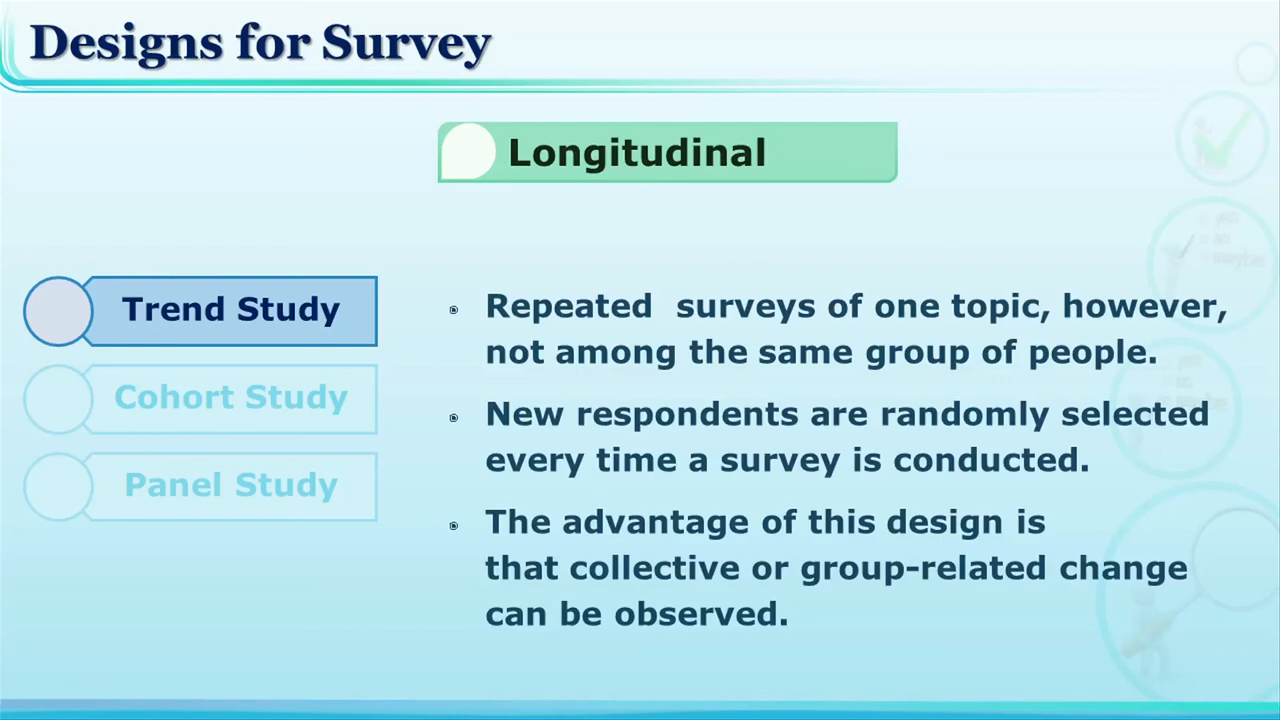 Designs for Survey
Longitudinal
Trend Study
Cohort Study
Panel Study
Repeated surveys of one topic, however,
not among the same group of people.
New respondents are randomly selected
every time a survey is conducted.
The advantage of this design is
that collective or group-related change
can be observed.